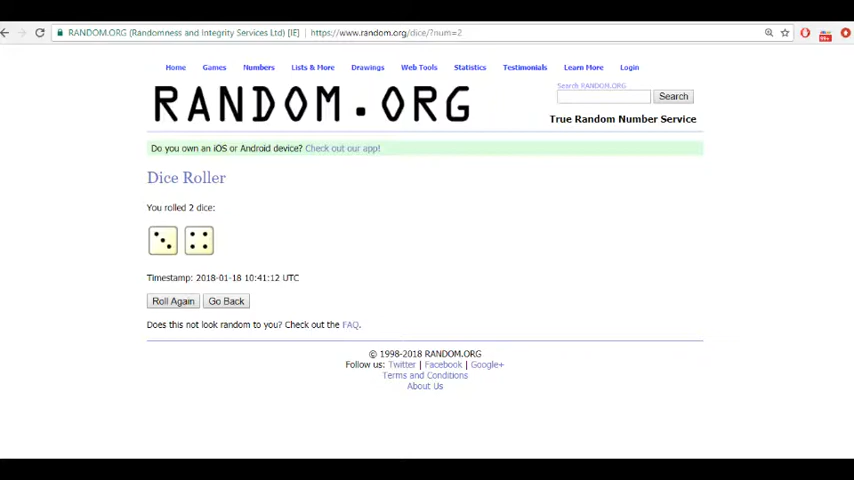 RANDOM.ORG (Randomness and Integrity Services Ltd) [IE] | https://www.random.org/dice/?num=2
Home Games Numbers Lists & More Drawings Web Tools Statistics Testimonials Learn More Login
RANDOM.ORG
Search RANDOM.ORG
Search
True Random Number Service
Do you own an iOS or Android device? Check out our app!
Dice Roller
You rolled 2 dice:
Timestamp: 2018-01-18 10:41:12 UTC
Roll Again Go Back
Does this not look random to you? Check out the FAQ.
© 1998-2018 RANDOM.ORG
Follow us: Twitter | Facebook | Google+
Terms and Conditions
About Us